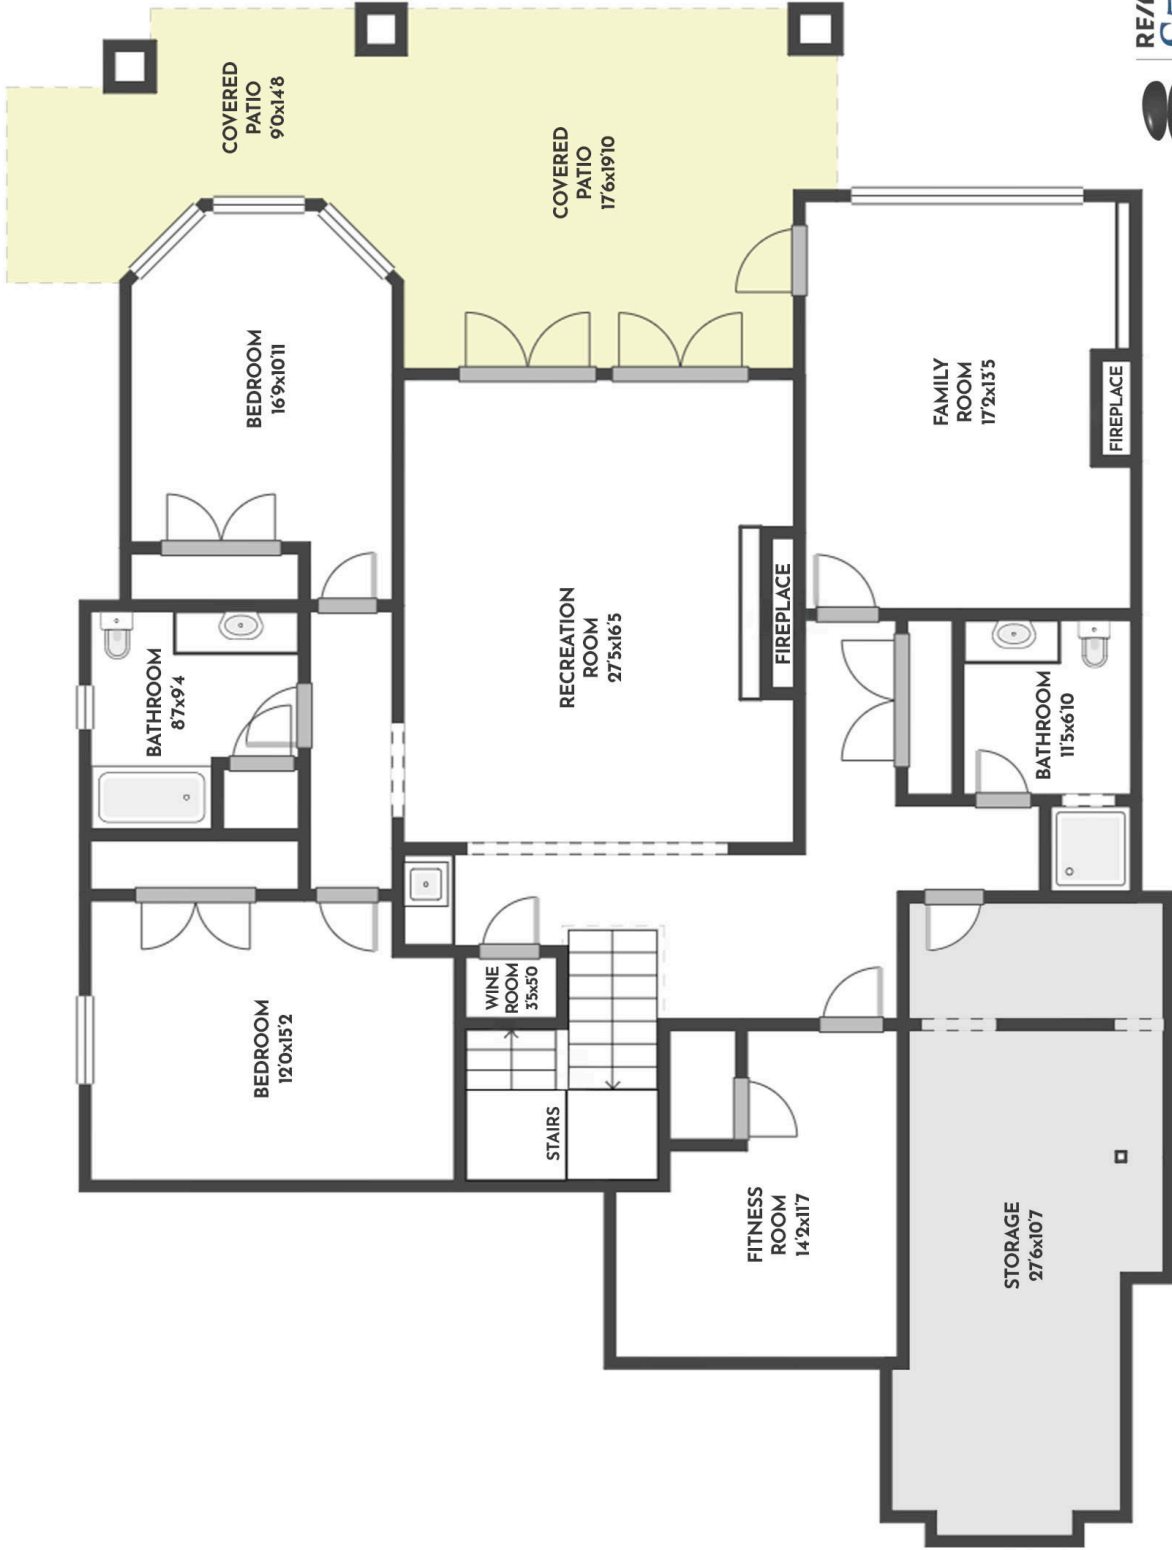 COVERED
PATIO
9'0x14'8
COVERED
PATIO
17'6x19'10
BEDROOM
16'9x10'11
FAMILY
ROOM
17'2x13'5
FIREPLACE
RECREATION
ROOM
27'5x16'5
FIREPLACE
BATHROOM
8'7x9'4
BATHROOM
11'5x6'10
WINE
ROOM
3'5x5'0
BEDROOM
12'0x15'2
STAIRS
FITNESS
ROOM
14'2x11'7
STORAGE
27'6x10'7